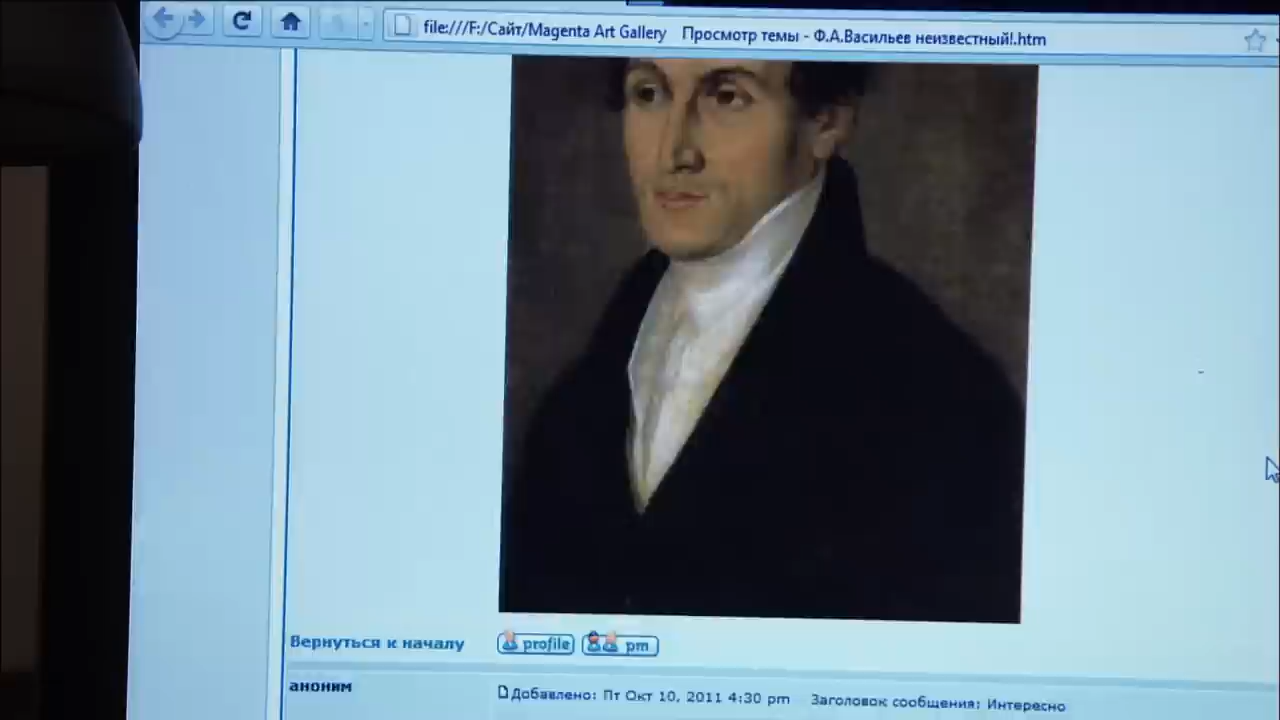 file:///F:/Сайт/Magenta Art Gallery Просмотр темы - Ф.А.Васильев неизвестный!.htm
Вернуться к началу profile pm
аноним
Добавлено: Пт Окт 10, 2011 4:30 pm Заголовок сообщения: Интересно